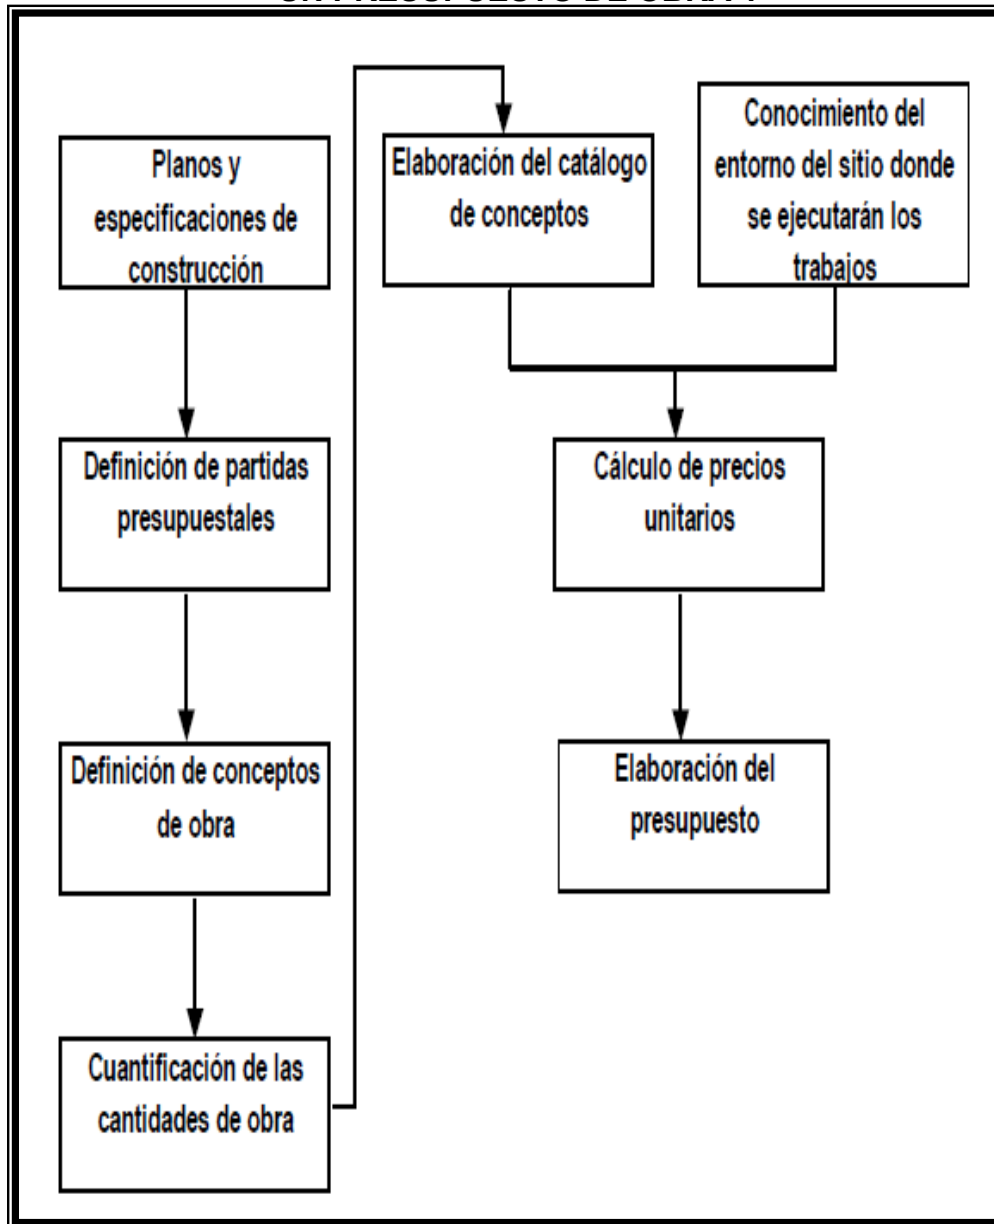 Planos y
especificaciones de
construcción
Definición de partidas
presupuestales
Definición de conceptos
de obra
Cuantificación de las
cantidades de obra
Elaboración del catálogo
de conceptos
Conocimiento del
entorno del sitio donde
se ejecutarán los
trabajos
Cálculo de precios
unitarios
Elaboración del
presupuesto